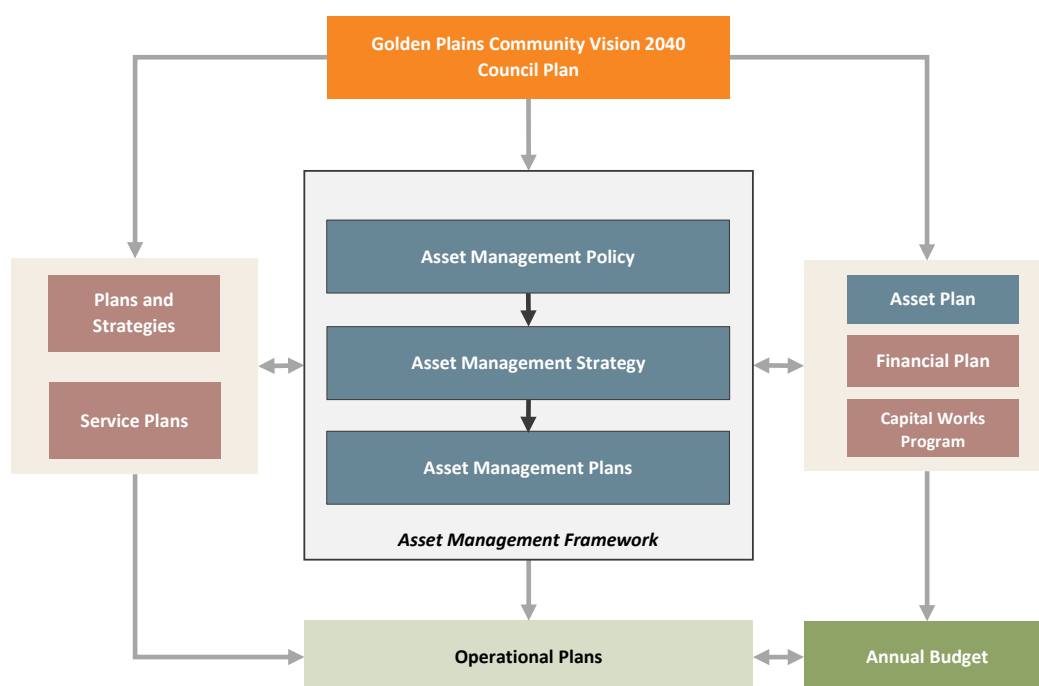 Golden Plains Community Vision 2040
Council Plan
Plans and
Strategies
Service Plans
Asset Management Policy
Asset Management Strategy
Asset Management Plans
Asset Management Framework
Asset Plan
Financial Plan
Capital Works
Program
Operational Plans
Annual Budget